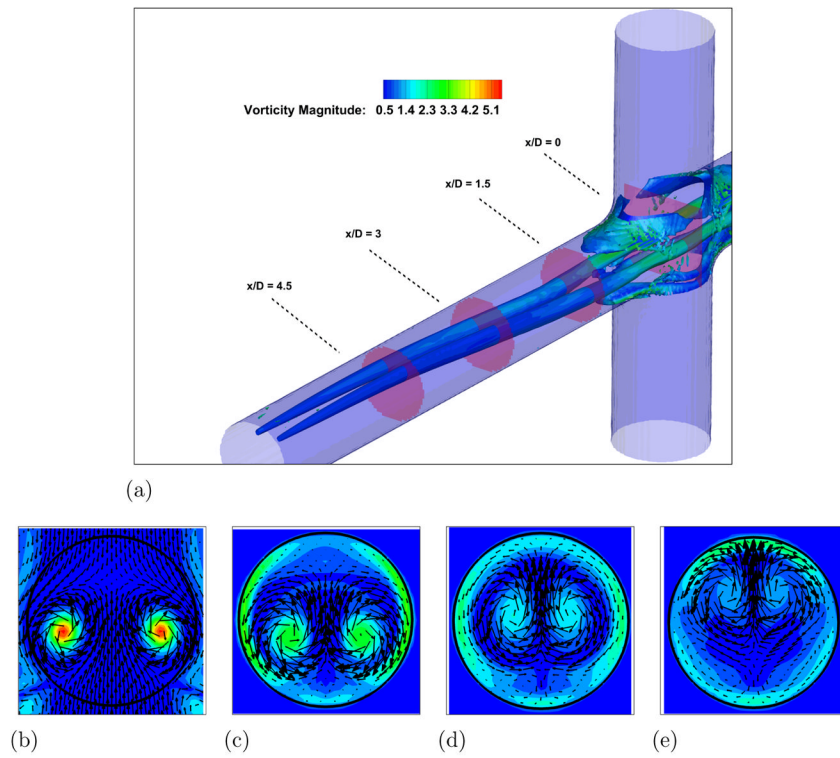 Vorticity Magnitude: 0.5 1.4 2.3 3.3 4.2 5.1
x/D = 0
x/D = 1.5
x/D = 3
x/D = 4.5
(a)
(b) (c) (d) (e)